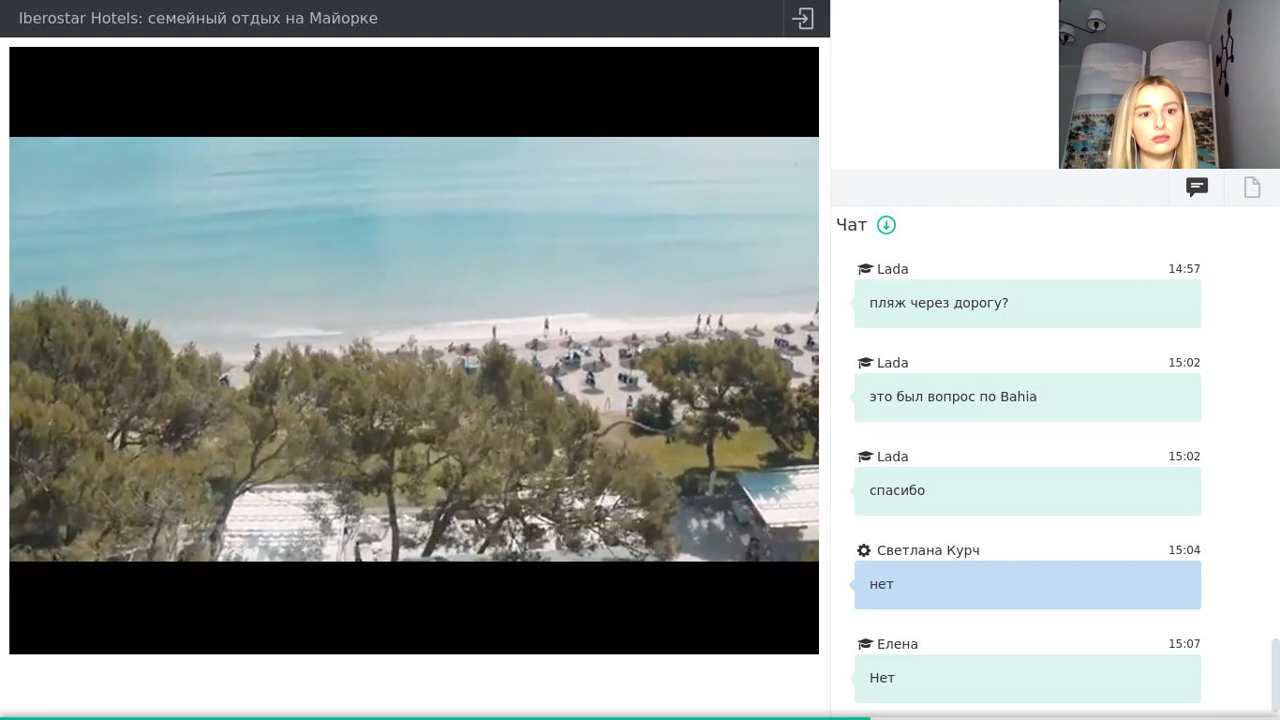 Iberostar Hotels: семейный отдых на Майорке
Чат
Lada 14:57
пляж через дорогу?
Lada 15:02
это был вопрос по Bahia
Lada 15:02
спасибо
Светлана Курч 15:04
нет
Елена 15:07
Нет